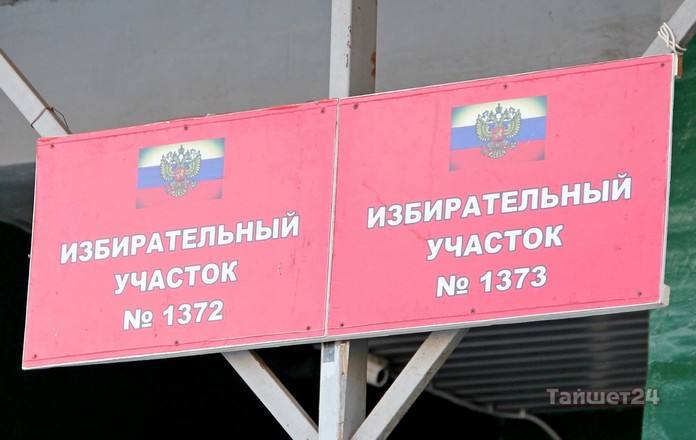 ИЗБИРАТЕЛЬНЫЙ
УЧАСТОК
№ 1372
ИЗБИРАТЕЛЬНЫЙ
УЧАСТОК
№ 1373
Тайшет24